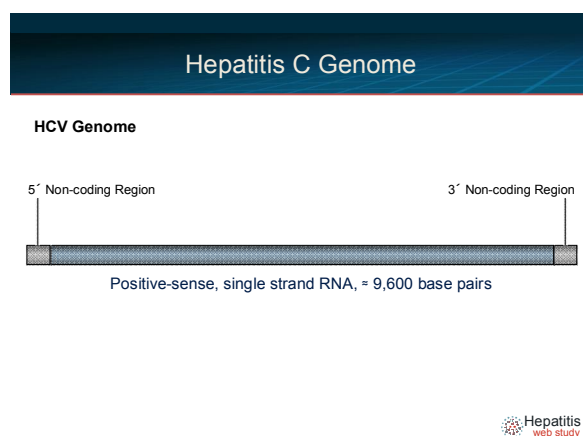 Hepatitis C Genome
HCV Genome
5´ Non-coding Region
3´ Non-coding Region
Positive-sense, single strand RNA, ≈ 9,600 base pairs
Hepatitis
web study